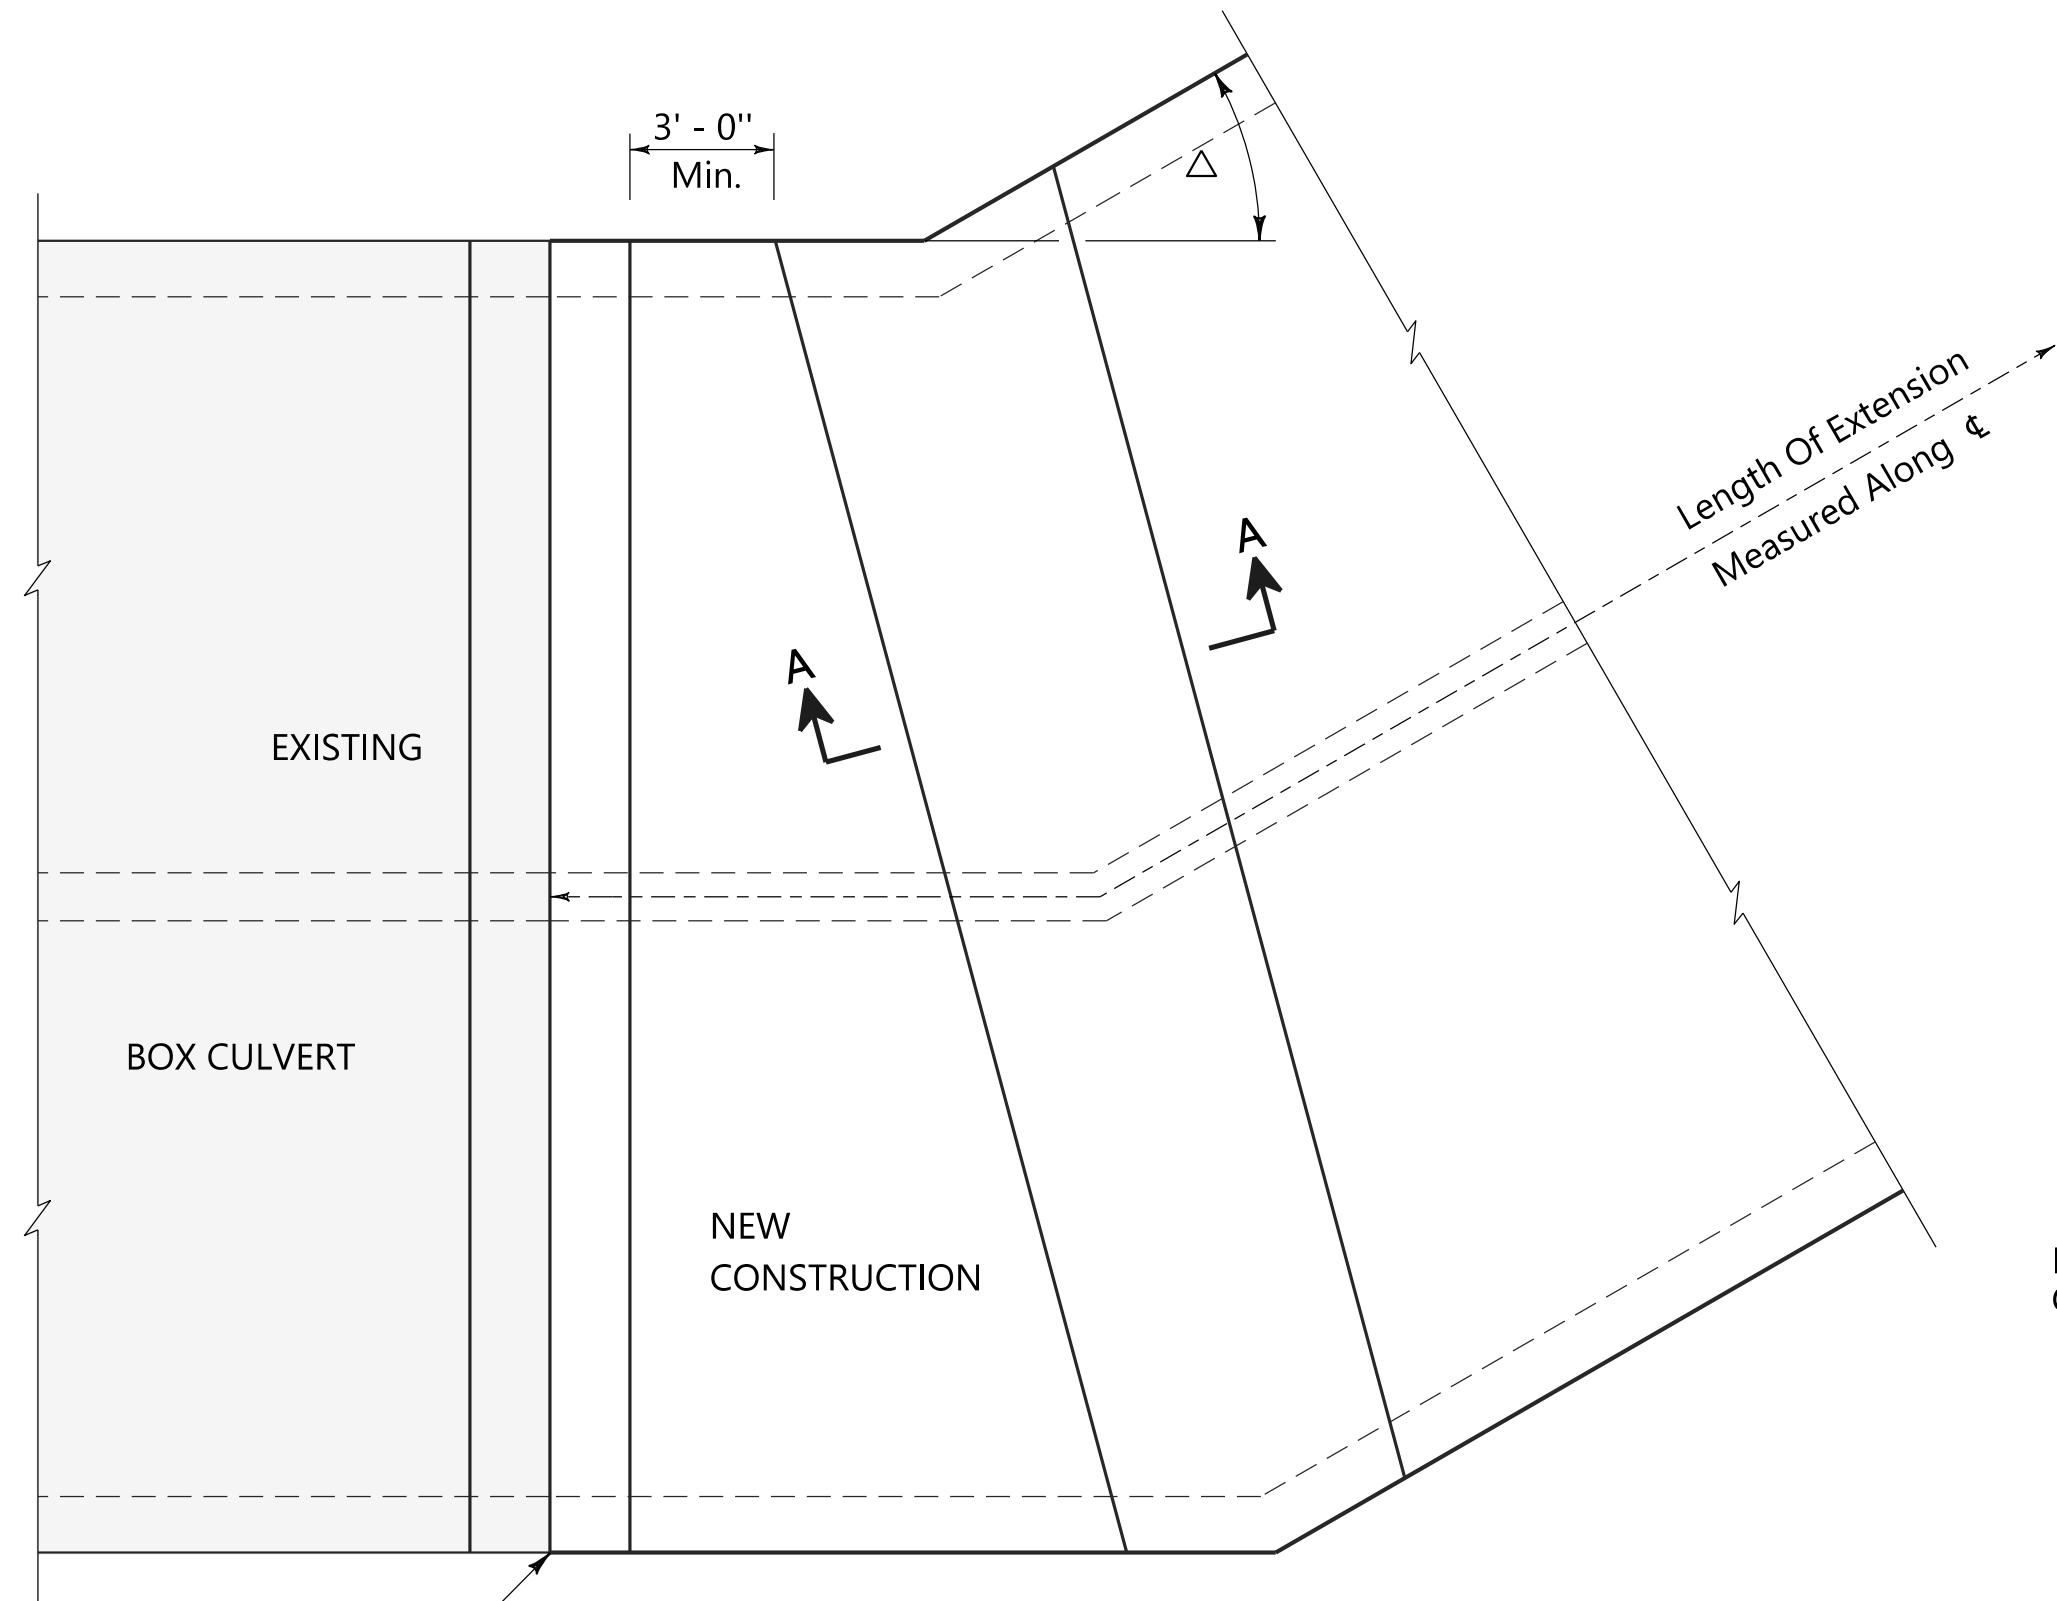 3' - 0"
Min.
△
Length Of Extension
Measured Along ℄
A
A
EXISTING
BOX CULVERT
NEW
CONSTRUCTION